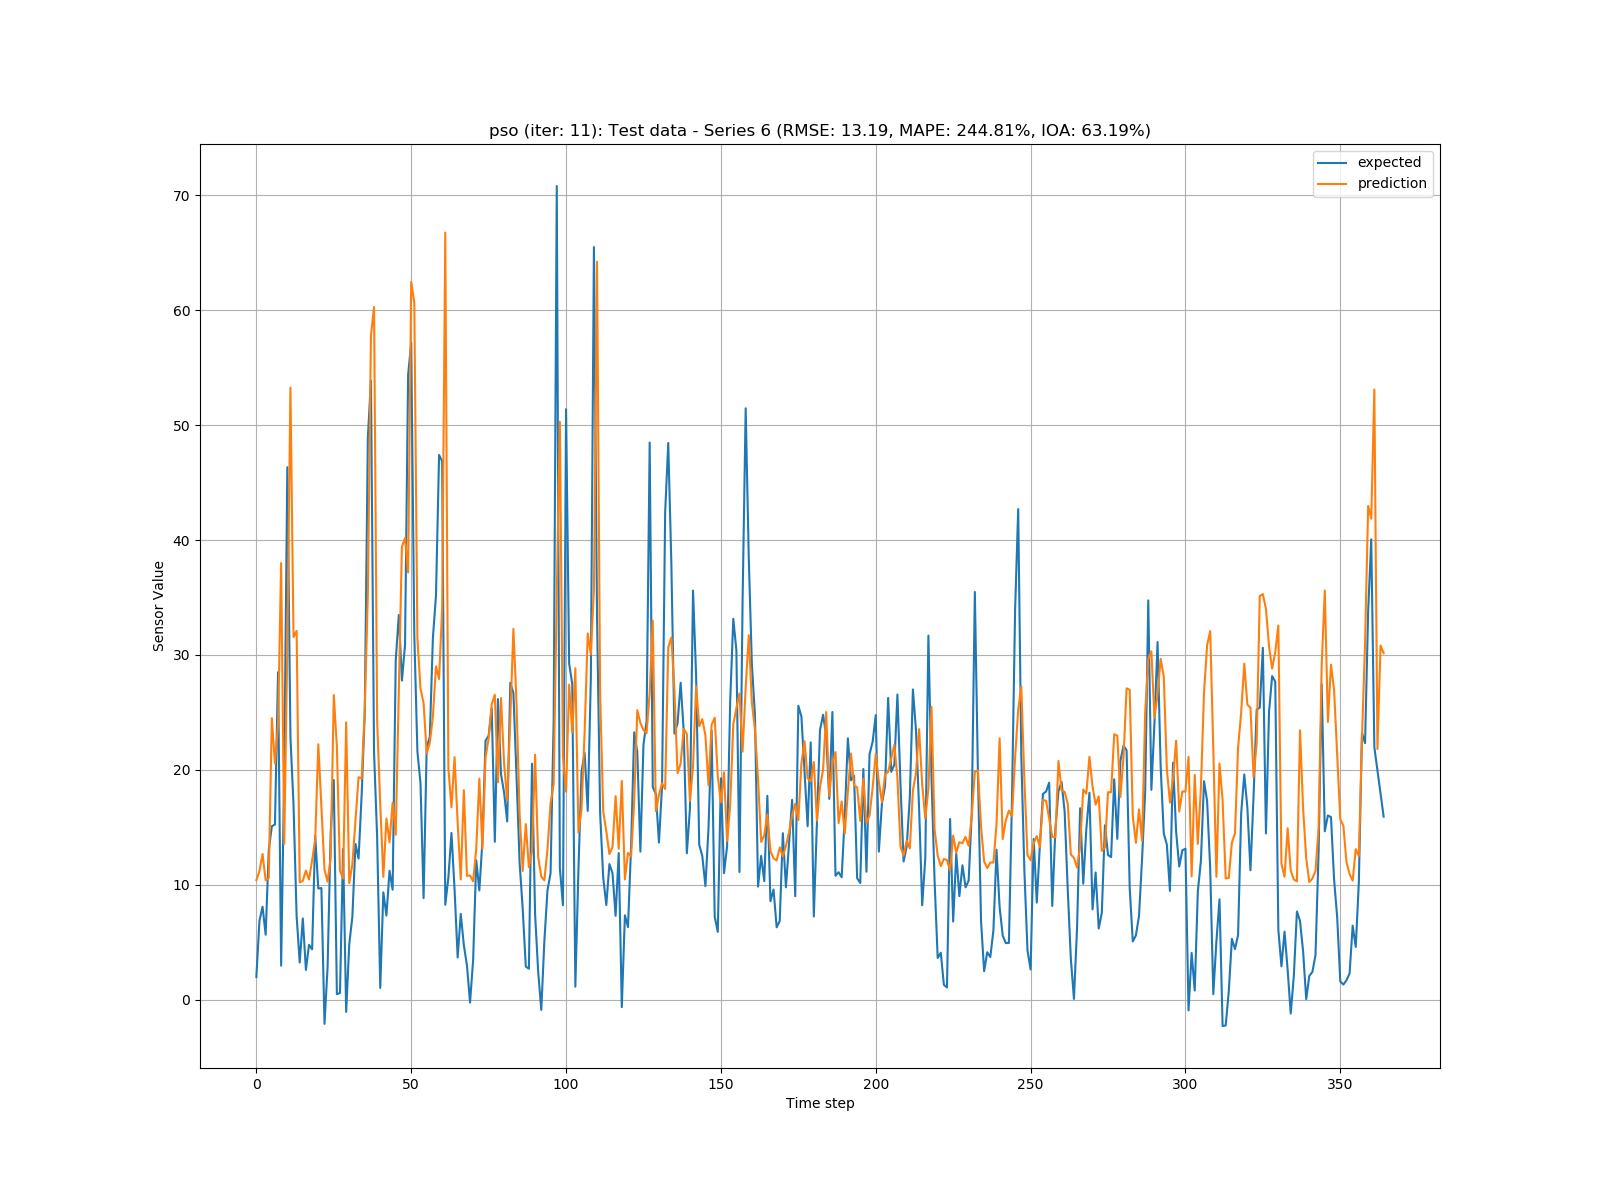 pso (iter: 11): Test data - Series 6 (RMSE: 13.19, MAPE: 244.81%, IOA: 63.19%)
expected
prediction
70
60
50
40
30
20
10
0
Sensor Value
0 50 100 150 200 250 300 350
Time step